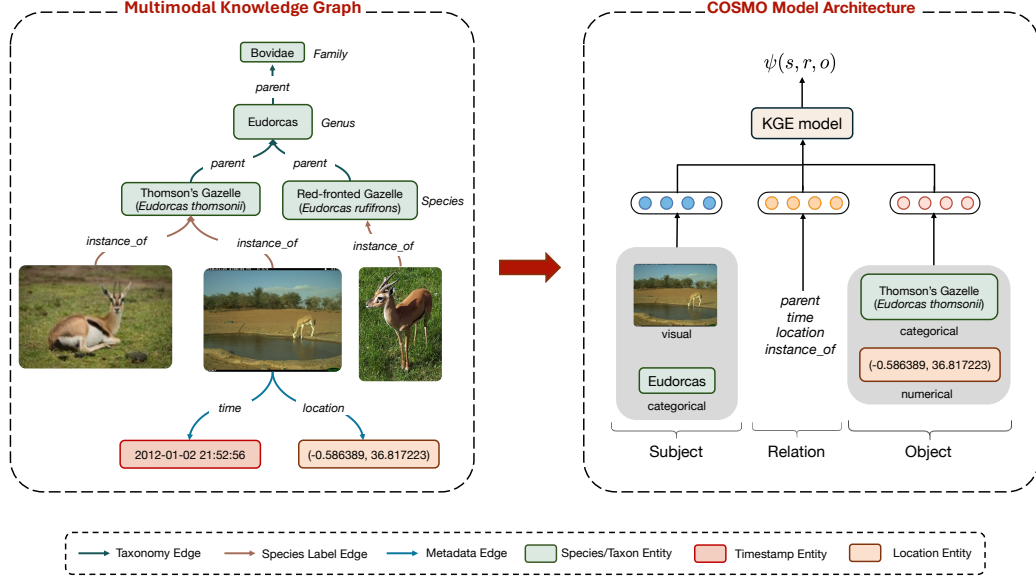 Multimodal Knowledge Graph
Bovidae
Family
parent
Eudorcas
Genus
parent
parent
Thomson's Gazelle
(Eudorcas thomsonii)
Red-fronted Gazelle
(Eudorcas rufifrons)
Species
instance_of
instance_of
instance_of
time
location
2012-01-02 21:52:56
(-0.586389, 36.817223)
COSMO Model Architecture
ψ(s, r, o)
KGE model
visual
Eudorcas
categorical
parent
time
location
instance_of
Thomson's Gazelle
(Eudorcas thomsonii)
categorical
(-0.586389, 36.817223)
numerical
Subject
Relation
Object
Taxonomy Edge
Species Label Edge
Metadata Edge
Species/Taxon Entity
Timestamp Entity
Location Entity